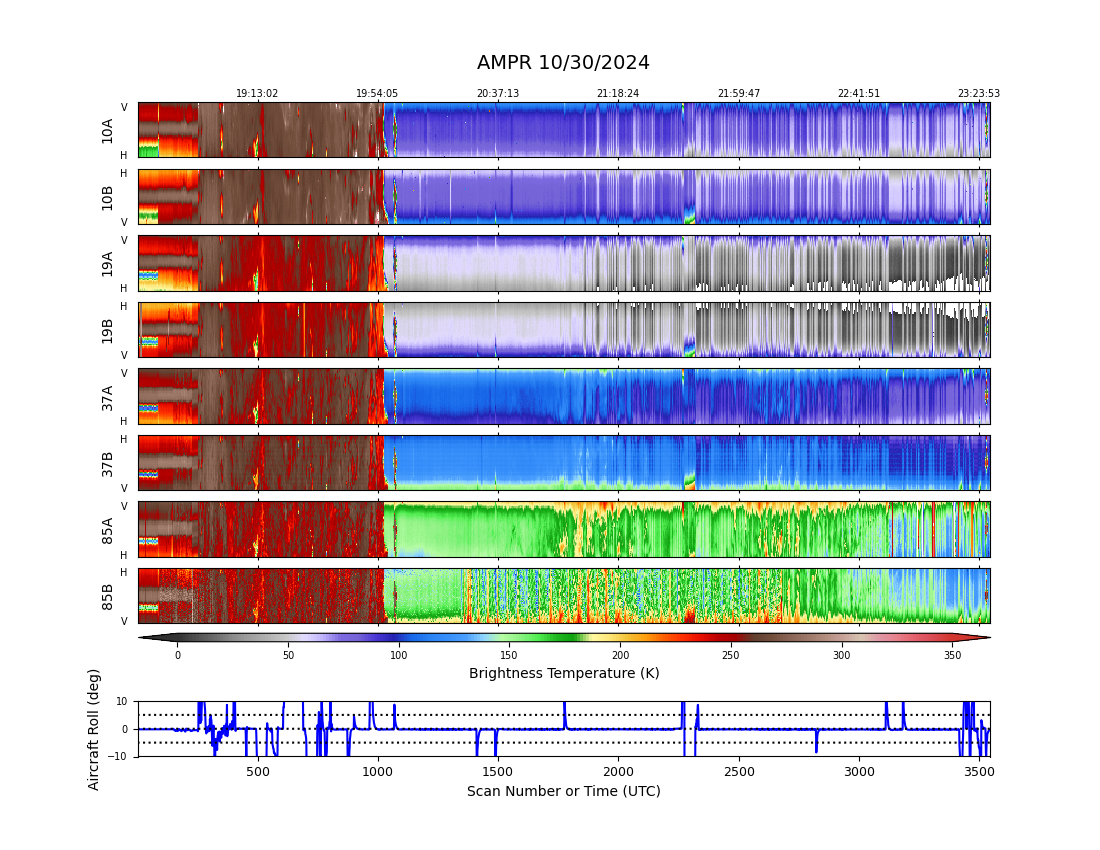 AMPR 10/30/2024
19:13:02 19:54:05 20:37:13 21:18:24 21:59:47 22:41:51 23:23:53
V
10A
H
H
10B
V
V
19A
H
H
19B
V
V
37A
H
H
37B
V
V
85A
H
H
85B
V
0 50 100 150 200 250 300 350
Brightness Temperature (K)
Aircraft Roll (deg)
10
0
−10
500 1000 1500 2000 2500 3000 3500
Scan Number or Time (UTC)